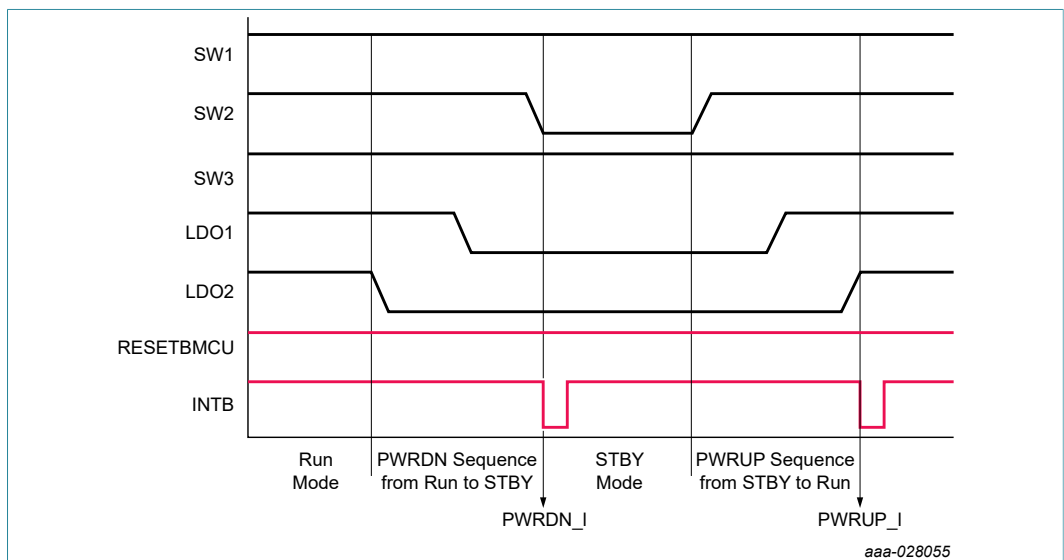 SW1
SW2
SW3
LDO1
LDO2
RESETBMCU
INTB
Run
Mode
PWRDN Sequence
from Run to STBY
STBY
Mode
PWRUP Sequence
from STBY to Run
PWRDN_I
PWRUP_I
aaa-028055